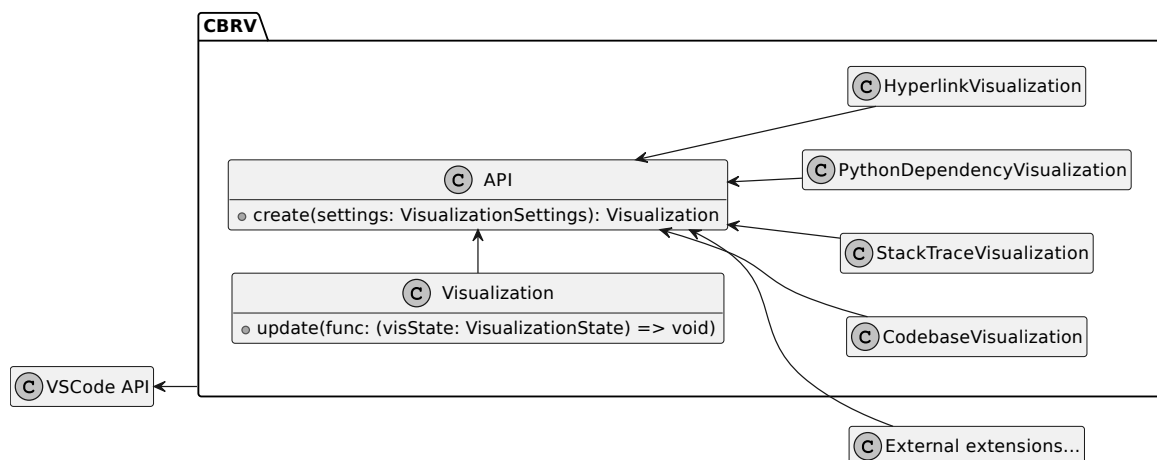 CBRV
C HyperlinkVisualization
C API
create(settings: VisualizationSettings): Visualization
C PythonDependencyVisualization
C StackTraceVisualization
C Visualization
update(func: (visState: VisualizationState) => void)
C CodebaseVisualization
C VSCode API
C External extensions...